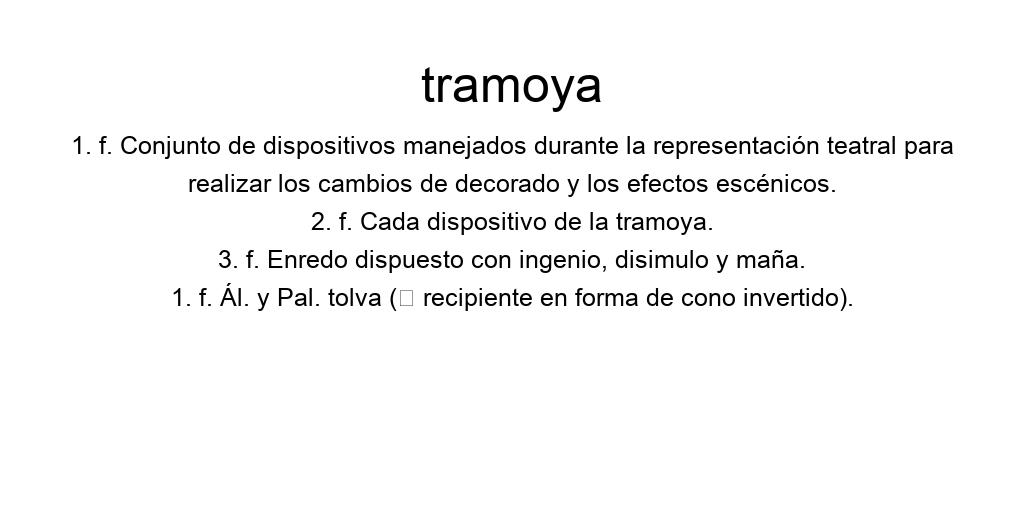 tramoya
1. f. Conjunto de dispositivos manejados durante la representación teatral para
realizar los cambios de decorado y los efectos escénicos.
2. f. Cada dispositivo de la tramoya.
3. f. Enredo dispuesto con ingenio, disimulo y maña.
1. f. Ál. y Pal. tolva (□ recipiente en forma de cono invertido).